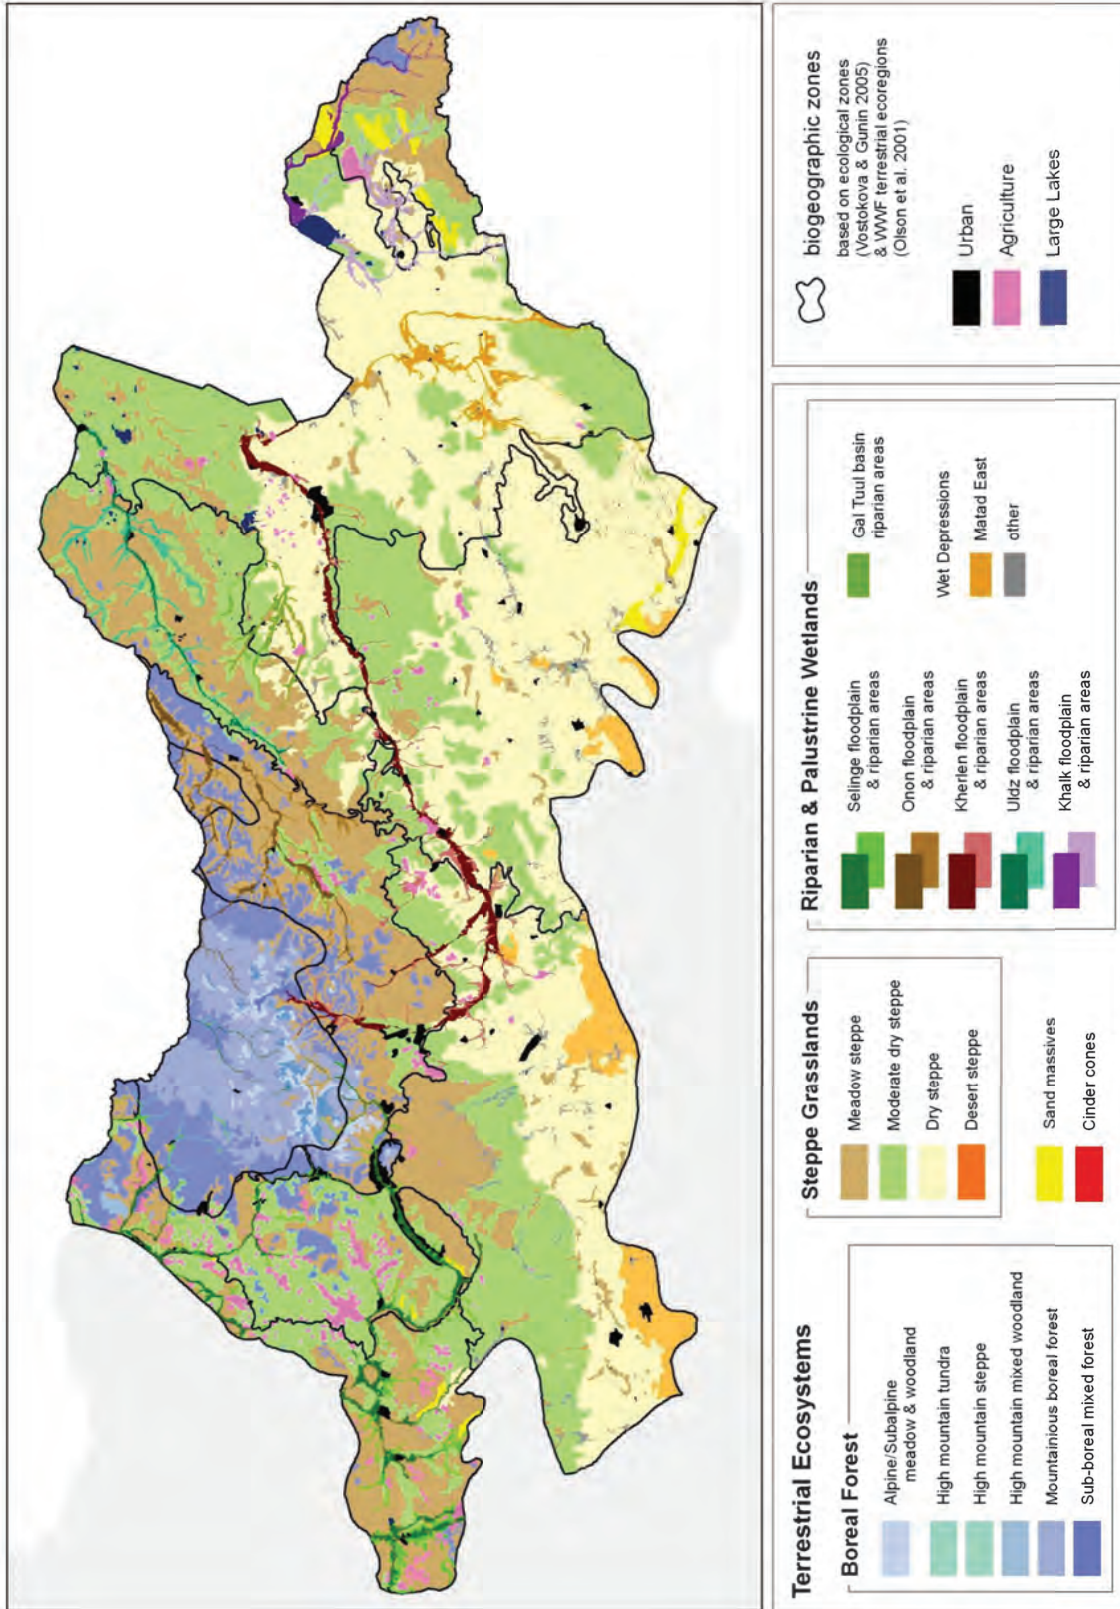 Terrestrial Ecosystems
Boreal Forest
Alpine/Subalpine
meadow & woodland
High mountain tundra
High mountain steppe
High mountain mixed woodland
Mountainious boreal forest
Sub-boreal mixed forest
Steppe Grasslands
Meadow steppe
Moderate dry steppe
Dry steppe
Desert steppe
Sand massives
Cinder cones
Riparian & Palustrine Wetlands
Selinge floodplain
& riparian areas
Onon floodplain
& riparian areas
Kherlen floodplain
& riparian areas
Uldz floodplain
& riparian areas
Khalk floodplain
& riparian areas
Gal Tuul basin
riparian areas
Wet Depressions
Matad East
other
biogeographic zones
based on ecological zones
(Vostokova & Gunin 2005)
& WWF terrestrial ecoregions
(Olson et al. 2001)
Urban
Agriculture
Large Lakes